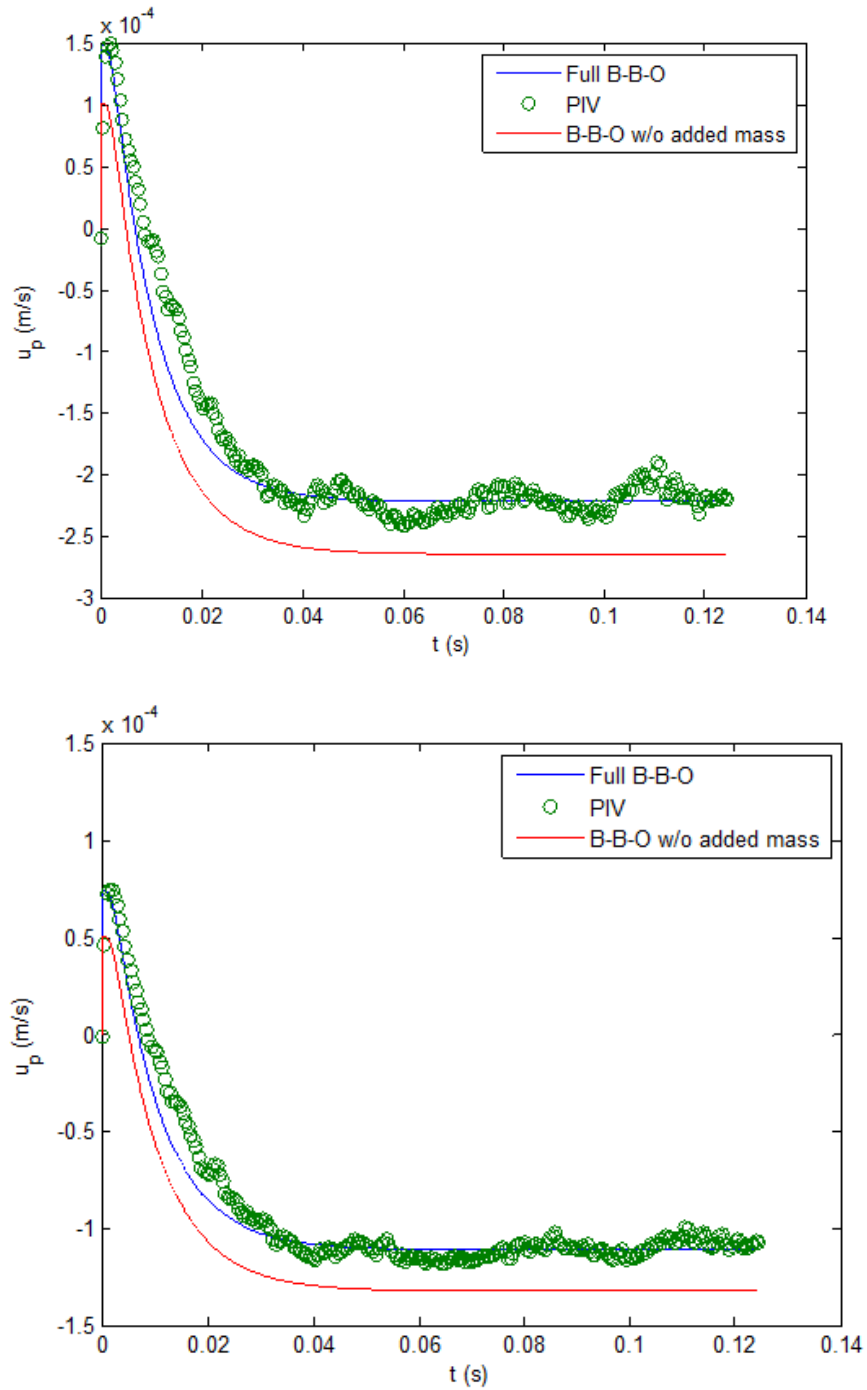 x 10^-4
1.5
1
0.5
0
-0.5
-1
-1.5
-2
-2.5
-3
u_p (m/s)
Full B-B-O
PIV
B-B-O w/o added mass
0 0.02 0.04 0.06 0.08 0.1 0.12 0.14
t (s)
x 10^-4
1.5
1
0.5
0
-0.5
-1
-1.5
u_p (m/s)
Full B-B-O
PIV
B-B-O w/o added mass
0 0.02 0.04 0.06 0.08 0.1 0.12 0.14
t (s)